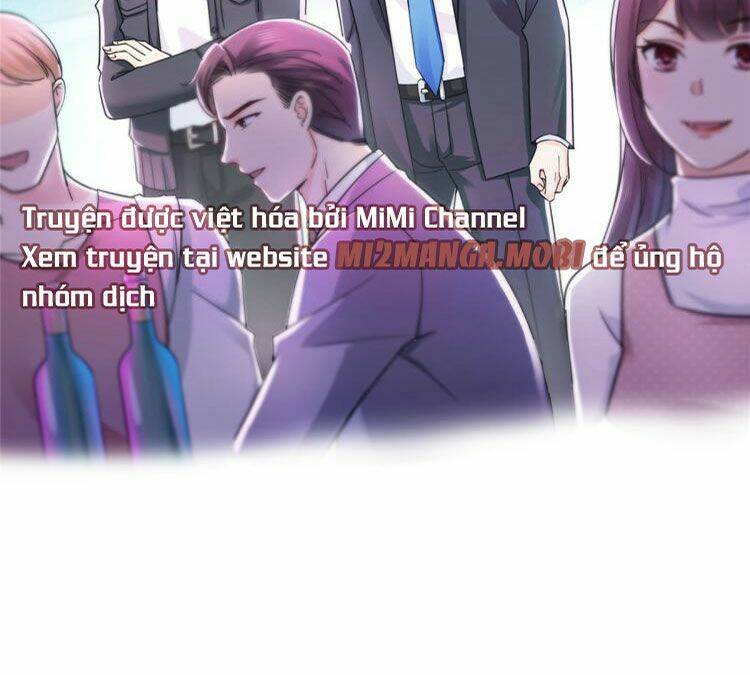 Truyện được việt hóa bởi MiMi Channel
Xem truyện tại website MI2MANGA.MOBI để ủng hộ
nhóm dịch